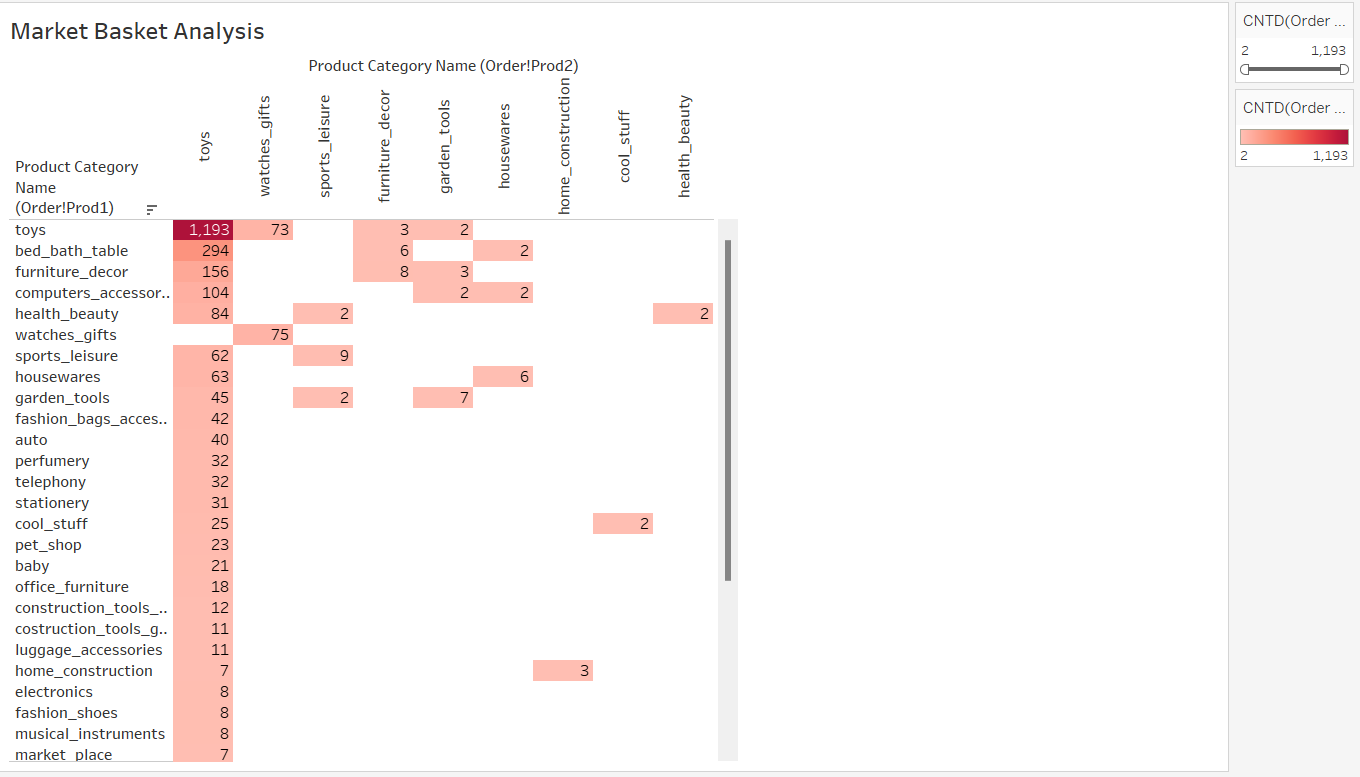 Market Basket Analysis
Product Category Name (Order!Prod2)
Product Category
Name
(Order!Prod1)
toys
watches_gifts
sports_leisure
furniture_decor
garden_tools
housewares
home_construction
cool_stuff
health_beauty
toys 1,193 73 3 2
bed_bath_table 294 6 2
furniture_decor 156 8 3
computers_accessor.. 104 2 2
health_beauty 84 2 2
watches_gifts 75
sports_leisure 62 9
housewares 63 6
garden_tools 45 2 7
fashion_bags_acces.. 42
auto 40
perfumery 32
telephony 32
stationery 31
cool_stuff 25 2
pet_shop 23
baby 21
office_furniture 18
construction_tools_.. 12
costruction_tools_g.. 11
luggage_accessories 11
home_construction 7 3
electronics 8
fashion_shoes 8
musical_instruments 8
market_place 7
CNTD(Order ...
2 1,193
CNTD(Order ...
2 1,193